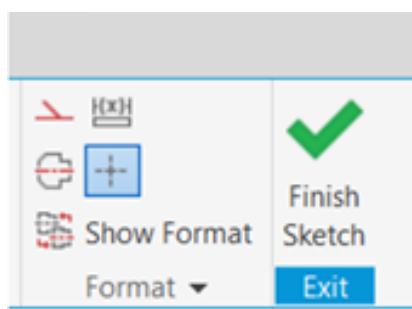 |(x)|
Show Format
Format
Finish
Sketch
Exit